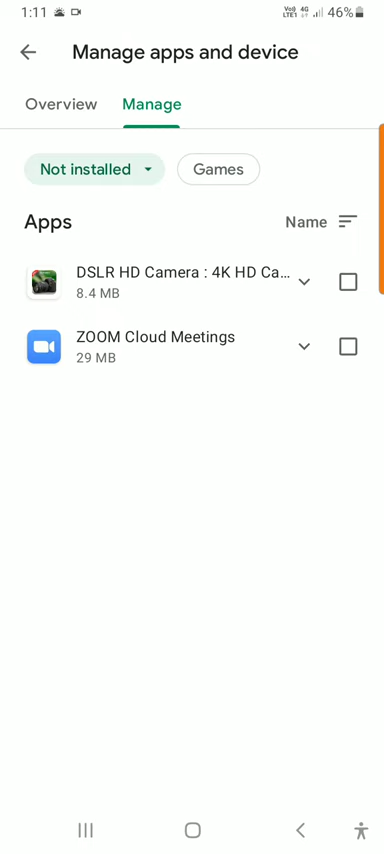 1:11 Vo)) LTE1 4G 46%
Manage apps and device
Overview Manage
Not installed Games
Apps Name
DSLR HD Camera : 4K HD Ca...
8.4 MB
ZOOM Cloud Meetings
29 MB